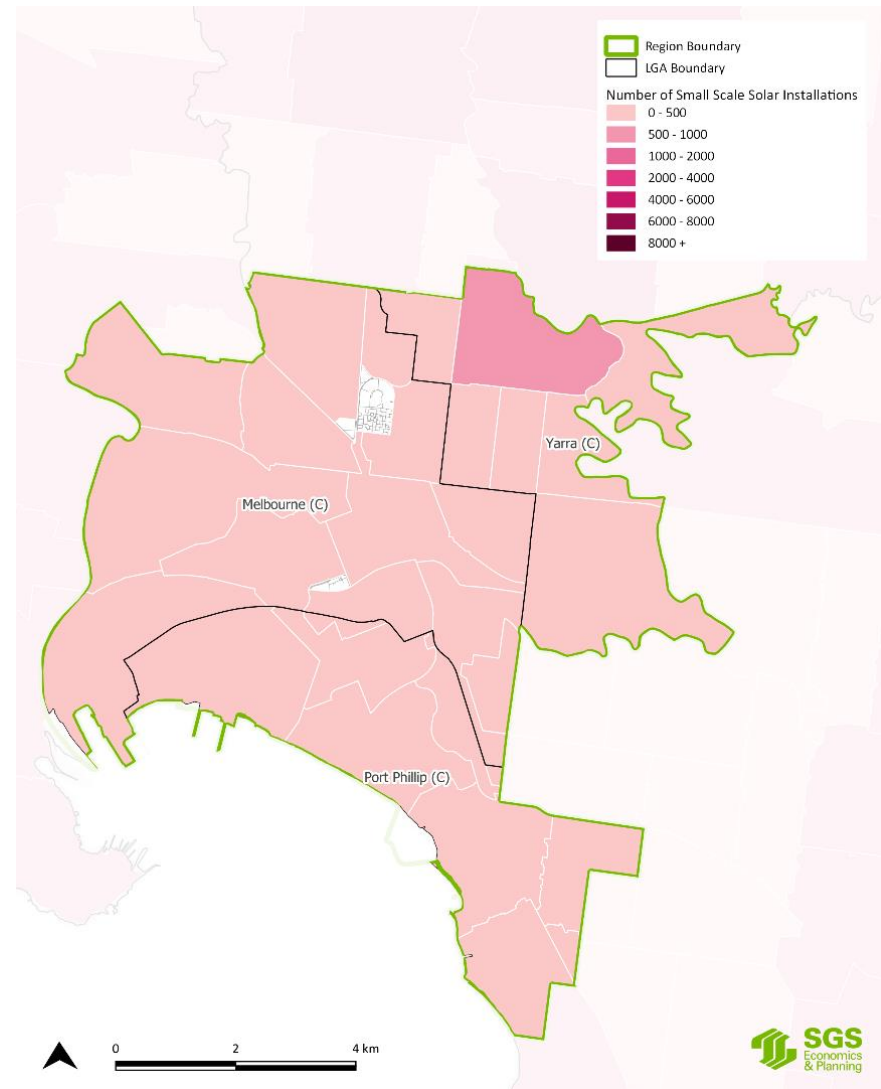 Region Boundary
LGA Boundary
Number of Small Scale Solar Installations
0 - 500
500 - 1000
1000 - 2000
2000 - 4000
4000 - 6000
6000 - 8000
8000 +
Yarra (C)
Melbourne (C)
Port Phillip (C)
0 2 4 km
SGS
Economics
& Planning